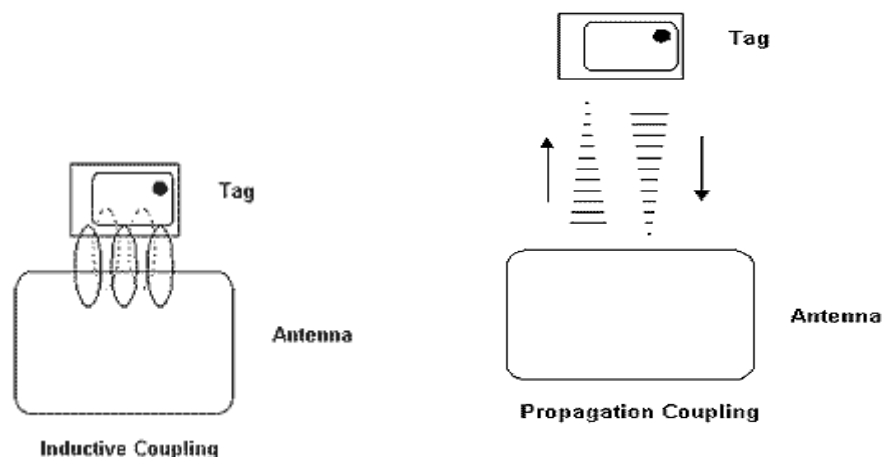 Tag
Antenna
Inductive Coupling
Tag
Antenna
Propagation Coupling